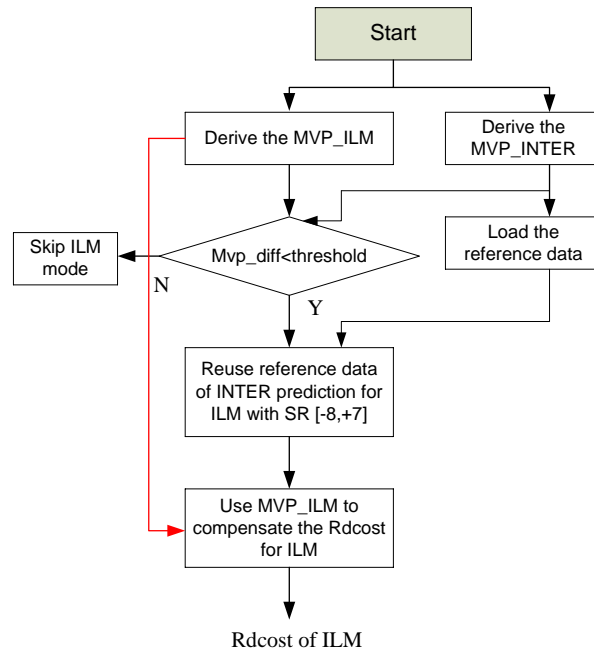 Start
Derive the MVP_ILM
Derive the
MVP_INTER
Skip ILM
mode
Mvp_diff<threshold
Load the
reference data
N
Y
Reuse reference data
of INTER prediction for
ILM with SR [-8,+7]
Use MVP_ILM to
compensate the Rdcost
for ILM
Rdcost of ILM